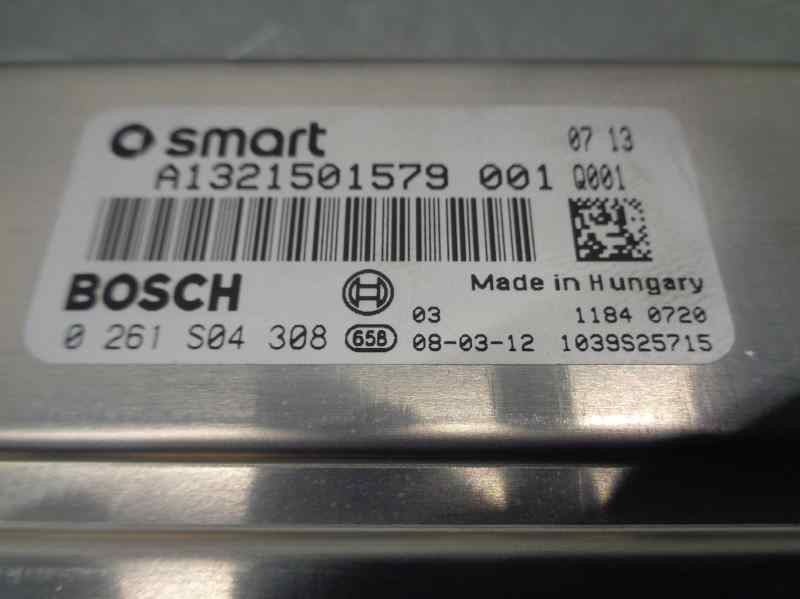 smart 07 13
A1321501579 001 Q001
BOSCH Made in Hungary
03 1184 0720
0 261 S04 308 65B 08-03-12 1039S25715